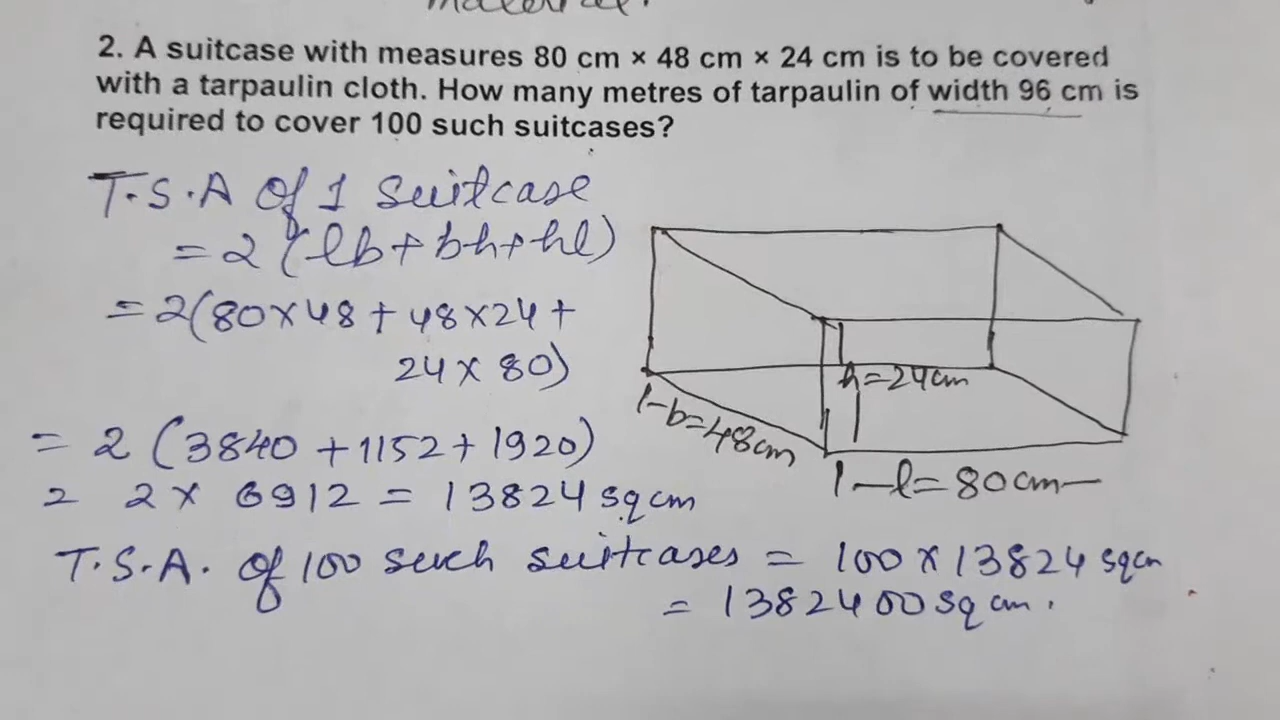 2. A suitcase with measures 80 cm × 48 cm × 24 cm is to be covered
with a tarpaulin cloth. How many metres of tarpaulin of width 96 cm is
required to cover 100 such suitcases?
T.S.A of 1 suitcase
= 2 (lb + bh + hl)
= 2(80 x 48 + 48 x 24 +
24 x 80)
h = 24cm
b = 48cm
l = 80cm
= 2 (3840 + 1152 + 1920)
= 2 x 6912 = 13824 sq cm
T.S.A. of 100 such suitcases = 100 x 13824 sqcm
= 1382400 sq cm.